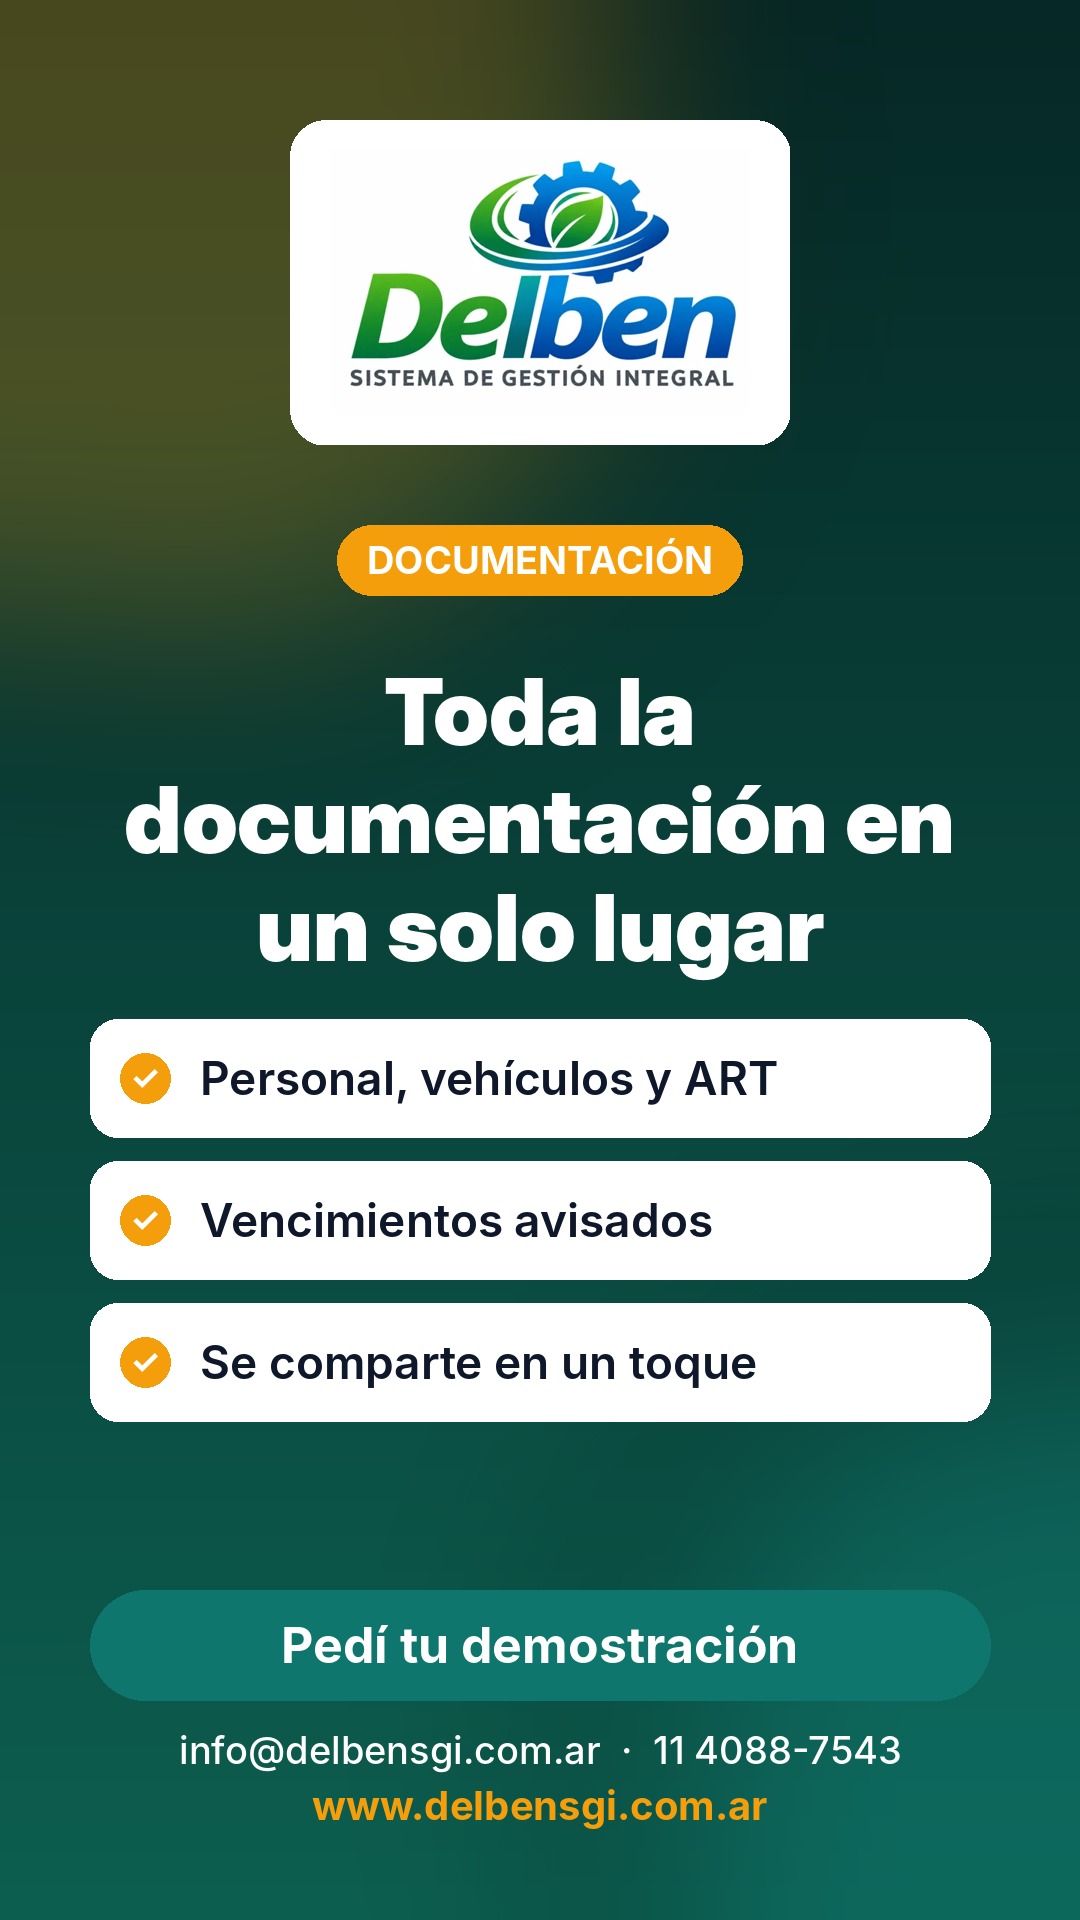 Delben
SISTEMA DE GESTIÓN INTEGRAL
DOCUMENTACIÓN
Toda la
documentación en
un solo lugar
Personal, vehículos y ART
Vencimientos avisados
Se comparte en un toque
Pedí tu demostración
info@delbensgi.com.ar · 11 4088-7543
www.delbensgi.com.ar